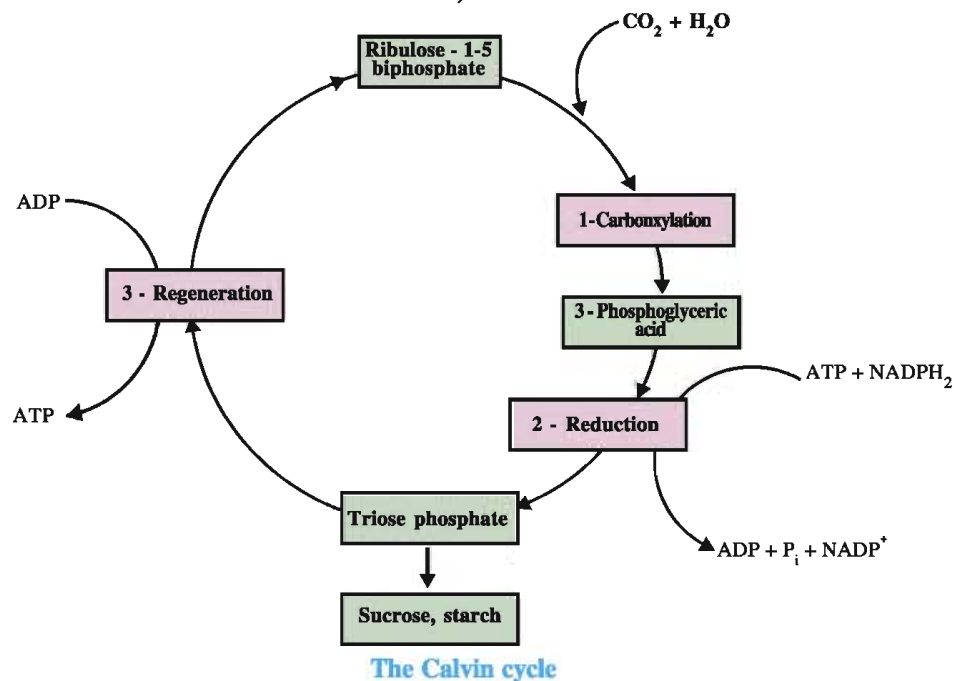 CO₂ + H₂O
Ribulose - 1-5
biphosphate
ADP
1-Carbonxylation
3 - Regeneration
3-Phosphoglyceric
acid
ATP + NADPH₂
ATP
2 - Reduction
Triose phosphate
ADP + Pᵢ + NADP⁺
Sucrose, starch
The Calvin cycle